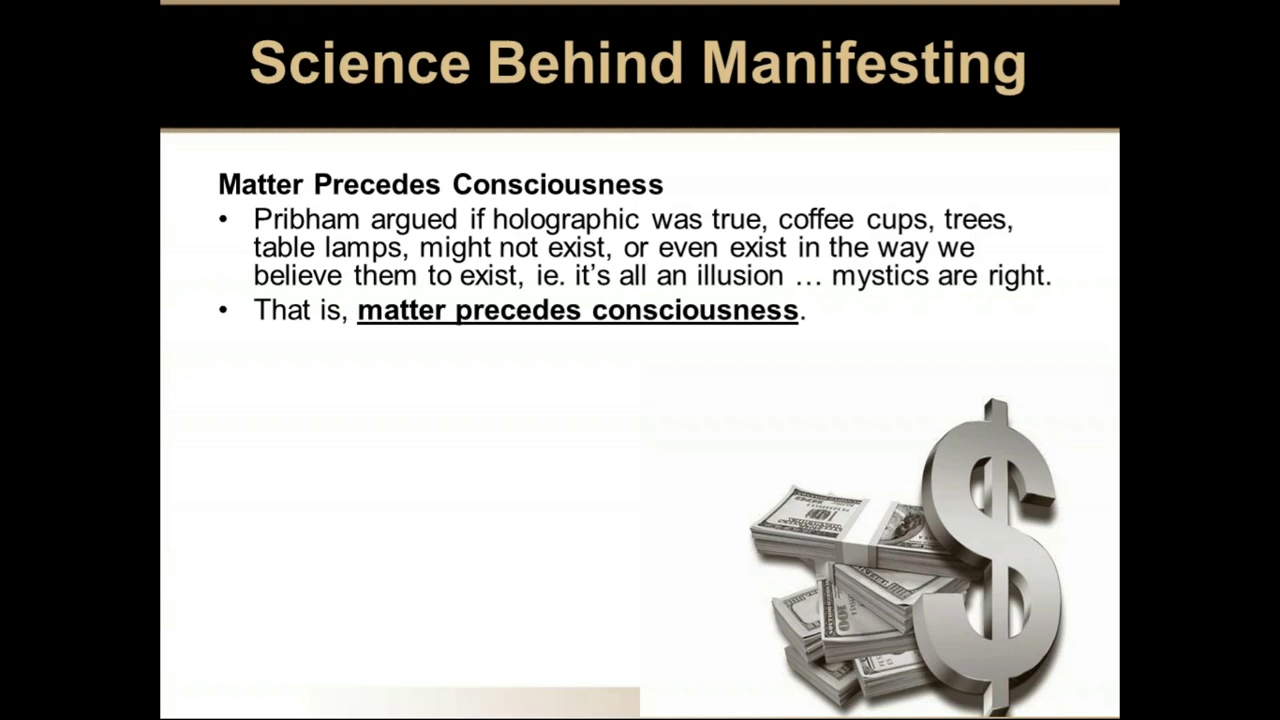 Science Behind Manifesting
Matter Precedes Consciousness
• Pribham argued if holographic was true, coffee cups, trees,
table lamps, might not exist, or even exist in the way we
believe them to exist, ie. it’s all an illusion … mystics are right.
• That is, matter precedes consciousness.
100